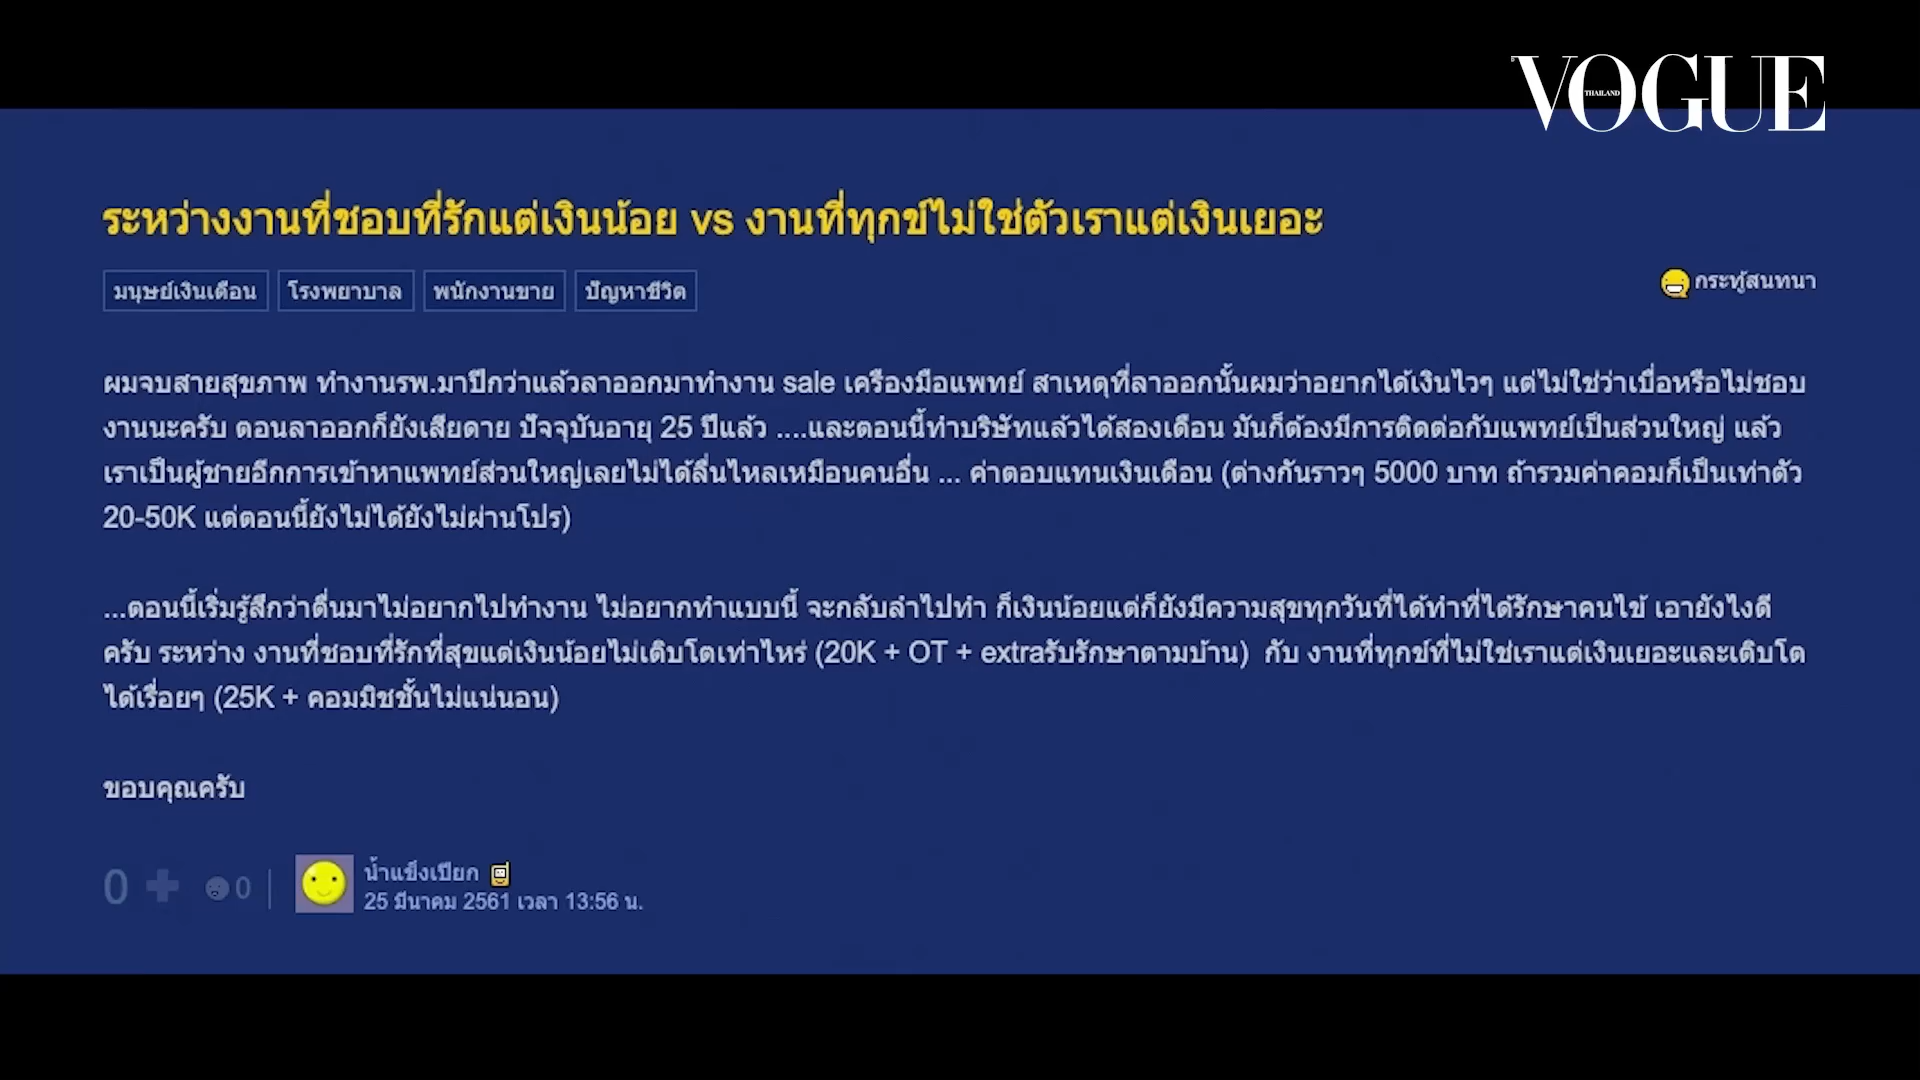 VOGUE
THAILAND
ระหว่างงานที่ชอบที่รักแต่เงินน้อย vs งานที่ทุกข์ไม่ใช่ตัวเราแต่เงินเยอะ
มนุษย์เงินเดือน โรงพยาบาล พนักงานขาย ปัญหาชีวิต
กระทู้สนทนา
ผมจบสายสุขภาพ ทำงานรพ.มาปีกว่าแล้วลาออกมาทำงาน sale เครื่องมือแพทย์ สาเหตุที่ลาออกนั้นผมว่าอยากได้เงินไวๆ แต่ไม่ใช่ว่าเบื่อหรือไม่ชอบ
งานนะครับ ตอนลาออกก็ยังเสียดาย ปัจจุบันอายุ 25 ปีแล้ว ....และตอนนี้ทำบริษัทแล้วได้สองเดือน มันก็ต้องมีการติดต่อกับแพทย์เป็นส่วนใหญ่ แล้ว
เราเป็นผู้ชายอีกการเข้าหาแพทย์ส่วนใหญ่เลยไม่ได้ลื่นไหลเหมือนคนอื่น ... ค่าตอบแทนเงินเดือน (ต่างกันราวๆ 5000 บาท ถ้ารวมค่าคอมก็เป็นเท่าตัว
20-50K แต่ตอนนี้ยังไม่ได้ยังไม่ผ่านโปร)
...ตอนนี้เริ่มรู้สึกว่าตื่นมาไม่อยากไปทำงาน ไม่อยากทำแบบนี้ จะกลับลำไปทำ ก็เงินน้อยแต่ก็ยังมีความสุขทุกวันที่ได้ทำที่ได้รักษาคนไข้ เอายังไงดี
ครับ ระหว่าง งานที่ชอบที่รักที่สุขแต่เงินน้อยไม่เติบโตเท่าไหร่ (20K + OT + extraรับรักษาตามบ้าน) กับ งานที่ทุกข์ที่ไม่ใช่เราแต่เงินเยอะและเติบโต
ได้เรื่อยๆ (25K + คอมมิชชั้นไม่แน่นอน)
ขอบคุณครับ
0 0
น้ำแข็งเปียก
25 มีนาคม 2561 เวลา 13:56 น.